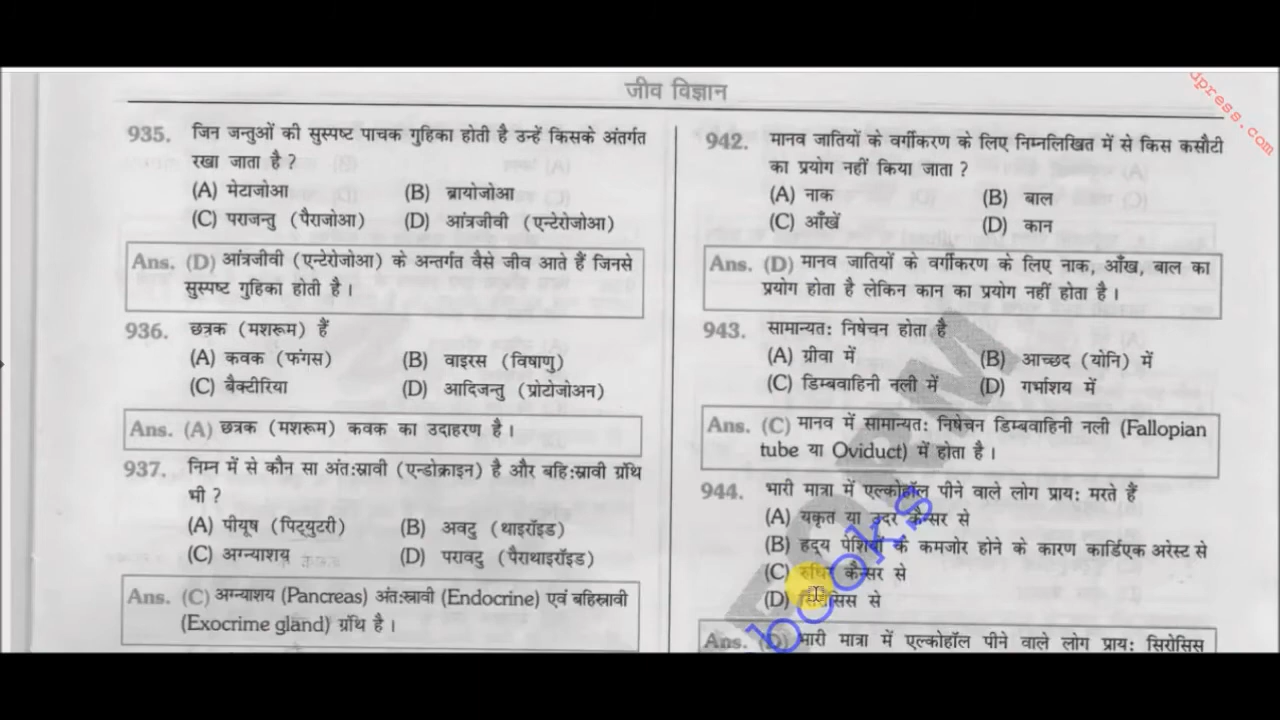 जीव विज्ञान
dpress.com
935. जिन जन्तुओं की सुस्पष्ट पाचक गुहिका होती है उन्हें किसके अंतर्गत
रखा जाता है ?
(A) मेटाजोआ (B) ब्रायोजोआ
(C) पराजन्तु (पैराजोआ) (D) आंत्रजीवी (एन्टेरोजोआ)
Ans. (D) आंत्रजीवी (एन्टेरोजोआ) के अन्तर्गत वैसे जीव आते हैं जिनसे
सुस्पष्ट गुहिका होती है।
936. छत्रक (मशरूम) हैं
(A) कवक (फंगस) (B) वाइरस (विषाणु)
(C) बैक्टीरिया (D) आदिजन्तु (प्रोटोजोअन)
Ans. (A) छत्रक (मशरूम) कवक का उदाहरण है।
937. निम्न में से कौन सा अंत:स्रावी (एन्डोक्राइन) है और बहि:स्रावी ग्रंथि
भी ?
(A) पीयूष (पिट्युटरी) (B) अवटु (थाइरॉइड)
(C) अग्न्याशय (D) परावटु (पैराथाइरॉइड)
Ans. (C) अग्न्याशय (Pancreas) अंत:स्रावी (Endocrine) एवं बहिस्रावी
(Exocrime gland) ग्रंथि है।
942. मानव जातियों के वर्गीकरण के लिए निम्नलिखित में से किस कसौटी
का प्रयोग नहीं किया जाता ?
(A) नाक (B) बाल
(C) आँखें (D) कान
Ans. (D) मानव जातियों के वर्गीकरण के लिए नाक, आँख, बाल का
प्रयोग होता है लेकिन कान का प्रयोग नहीं होता है।
943. सामान्यत: निषेचन होता है
(A) ग्रीवा में (B) आच्छद (योनि) में
(C) डिम्बवाहिनी नली में (D) गर्भाशय में
Ans. (C) मानव में सामान्यत: निषेचन डिम्बवाहिनी नली (Fallopian
tube या Oviduct) में होता है।
944. भारी मात्रा में एल्कोहॉल पीने वाले लोग प्राय: मरते हैं
(A) यकृत या उदर कैन्सर से
(B) हृदय पेशियों के कमजोर होने के कारण कार्डिएक अरेस्ट से
(C) रुधिर कैन्सर से
(D) सिरोसिस से
Ans. (D) भारी मात्रा में एल्कोहॉल पीने वाले लोग प्राय: सिरोसिस
books